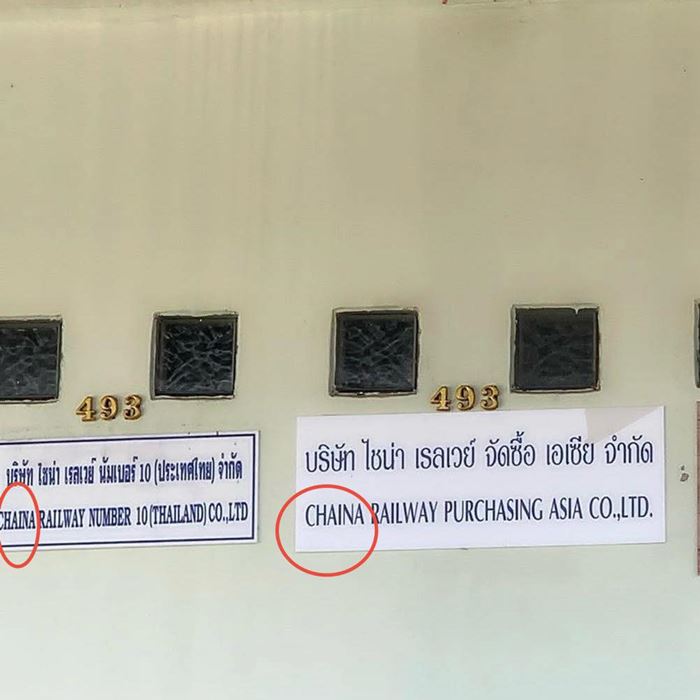 493
บริษัท ไชน่า เรลเวย์ นัมเบอร์ 10 (ประเทศไทย) จำกัด
CHAINA RAILWAY NUMBER 10 (THAILAND) CO.,LTD
493
บริษัท ไชน่า เรลเวย์ จัดซื้อ เอเซีย จำกัด
CHAINA RAILWAY PURCHASING ASIA CO.,LTD.